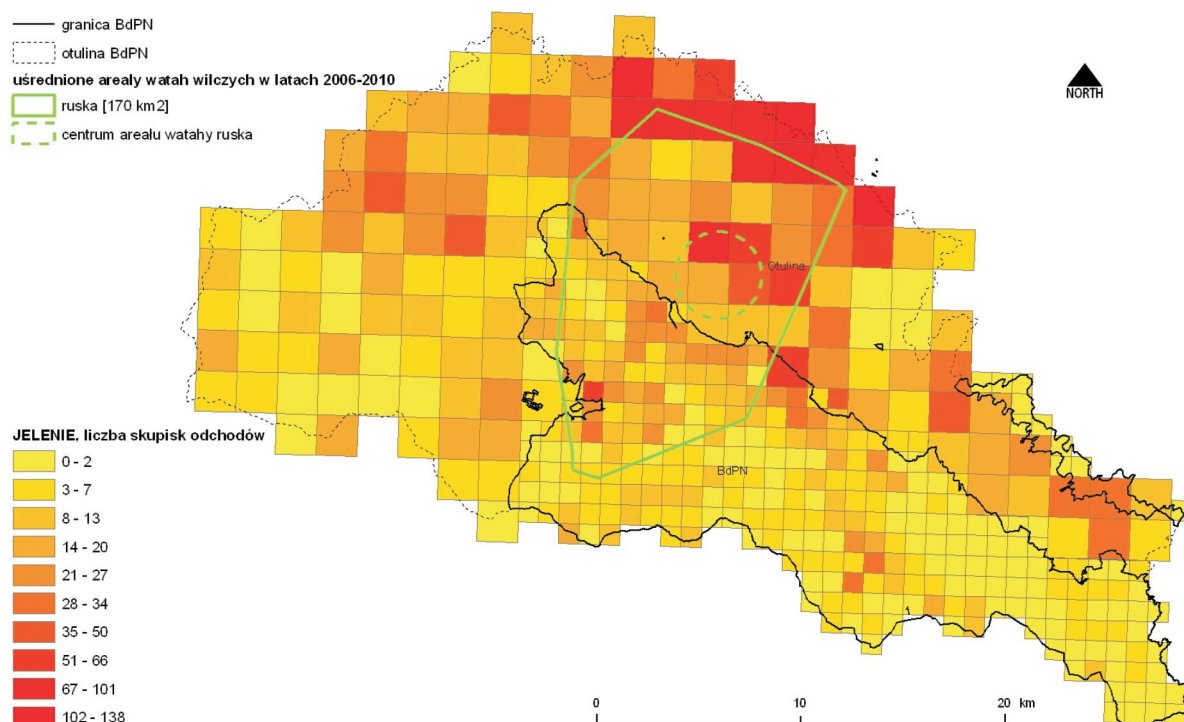 granica BdPN
otulina BdPN
uśrednione arealy watah wilczych w latach 2006-2010
ruska [170 km2]
centrum arealu watahy ruska
NORTH
Otulina
BdPN
JELENIE, liczba skupisk odchodów
0 - 2
3 - 7
8 - 13
14 - 20
21 - 27
28 - 34
35 - 50
51 - 66
67 - 101
102 - 138
0 10 20 km